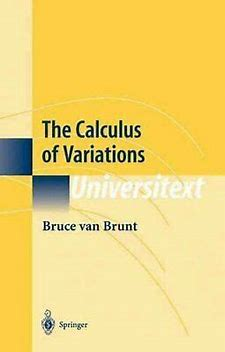 The Calculus
of Variations
Universitext
Bruce van Brunt
Springer